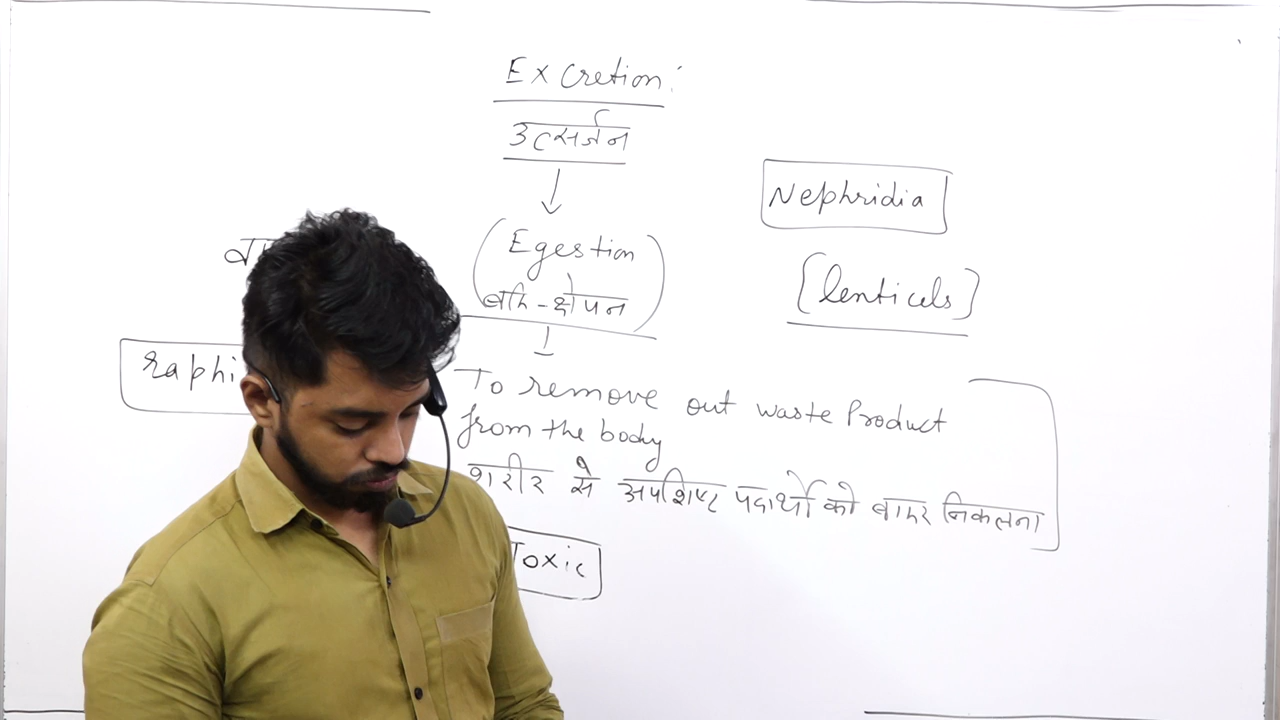 Excretion:
उत्सर्जन
Nephridia
Egestion
बहि-क्षेपन
[lenticels]
raphi
To remove out waste Product
from the body
शरीर से अपशिष्ट पदार्थों को बाहर निकलना
Toxic